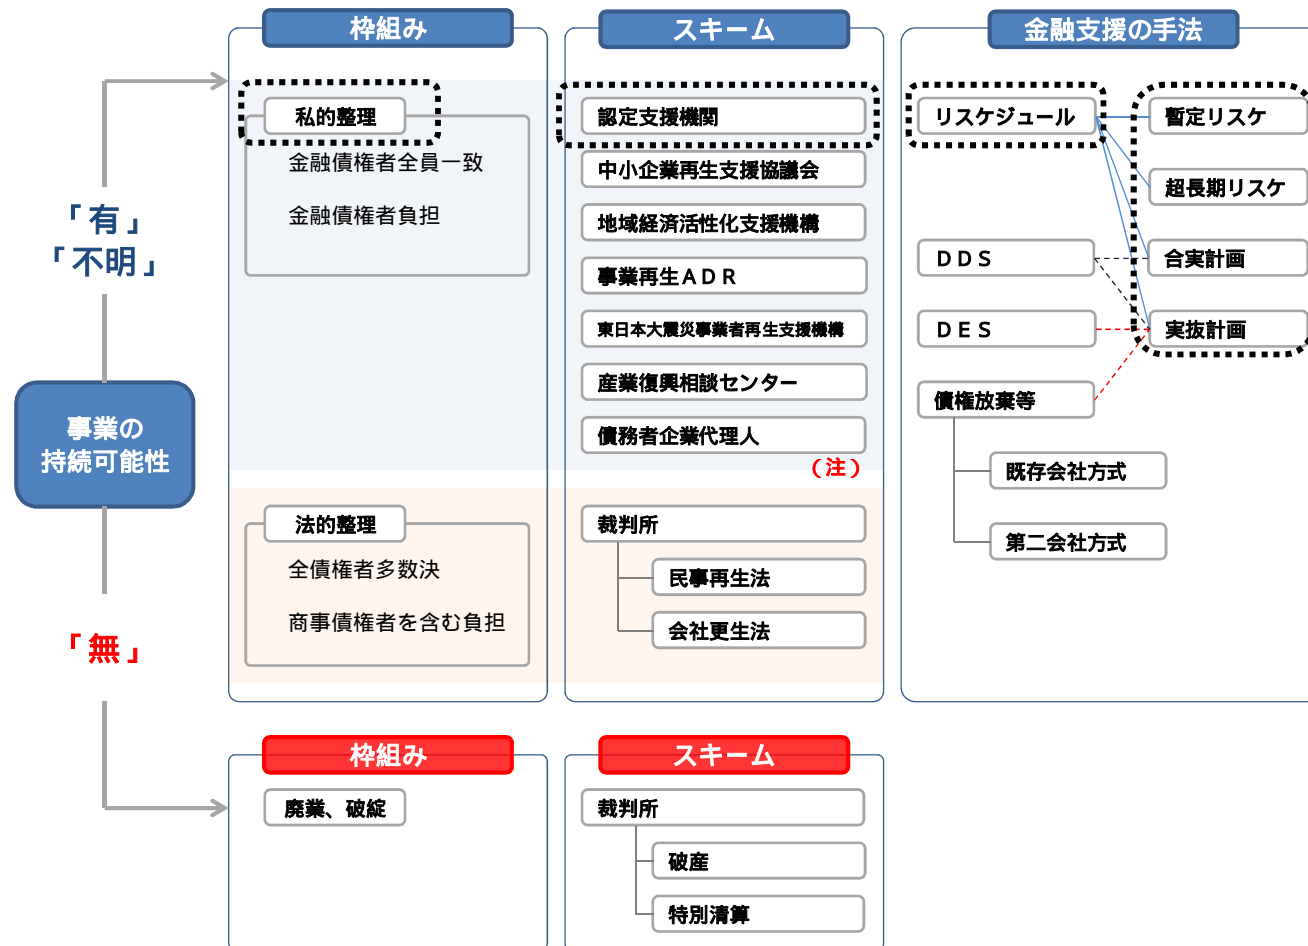 枠組み
スキーム
金融支援の手法
私的整理
金融債権者全員一致
金融債権者負担
認定支援機関
中小企業再生支援協議会
地域経済活性化支援機構
事業再生ADR
東日本大震災事業者再生支援機構
産業復興相談センター
債務者企業代理人
(注)
リスケジュール
暫定リスケ
超長期リスケ
DDS
合実計画
DES
実抜計画
債権放棄等
既存会社方式
第二会社方式
「有」
「不明」
事業の
持続可能性
「無」
法的整理
全債権者多数決
商事債権者を含む負担
裁判所
民事再生法
会社更生法
枠組み
スキーム
廃業、破綻
裁判所
破産
特別清算